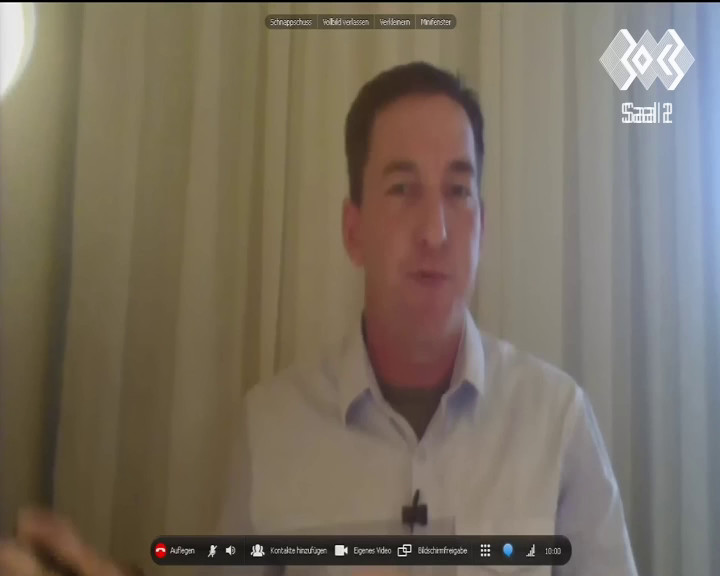 Schnappschuss Vollbild verlassen Verkleinern Minifenster
Saal 2
Auflegen Kontakte hinzufügen Eigenes Video Bildschirmfreigabe 10:00